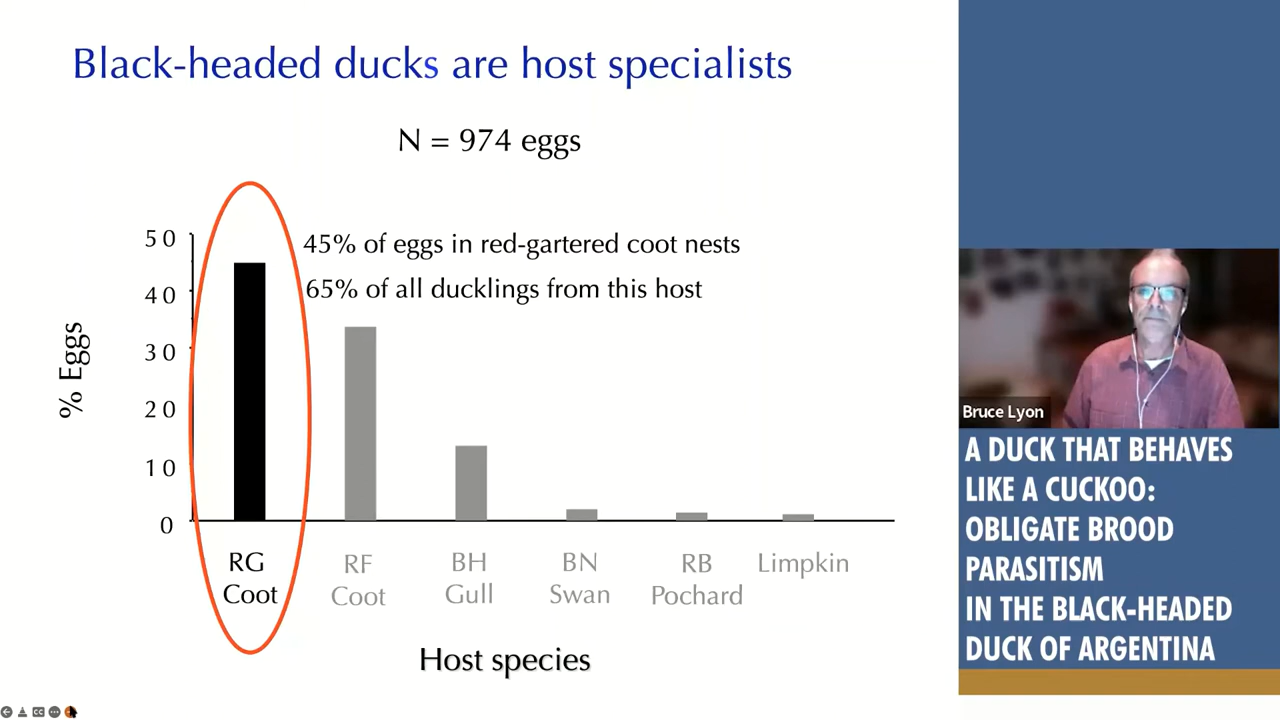 Black-headed ducks are host specialists
N = 974 eggs
45% of eggs in red-gartered coot nests
65% of all ducklings from this host
% Eggs
50
40
30
20
10
0
RG Coot
RF Coot
BH Gull
BN Swan
RB Pochard
Limpkin
Host species
Bruce Lyon
A DUCK THAT BEHAVES
LIKE A CUCKOO:
OBLIGATE BROOD
PARASITISM
IN THE BLACK-HEADED
DUCK OF ARGENTINA
CC